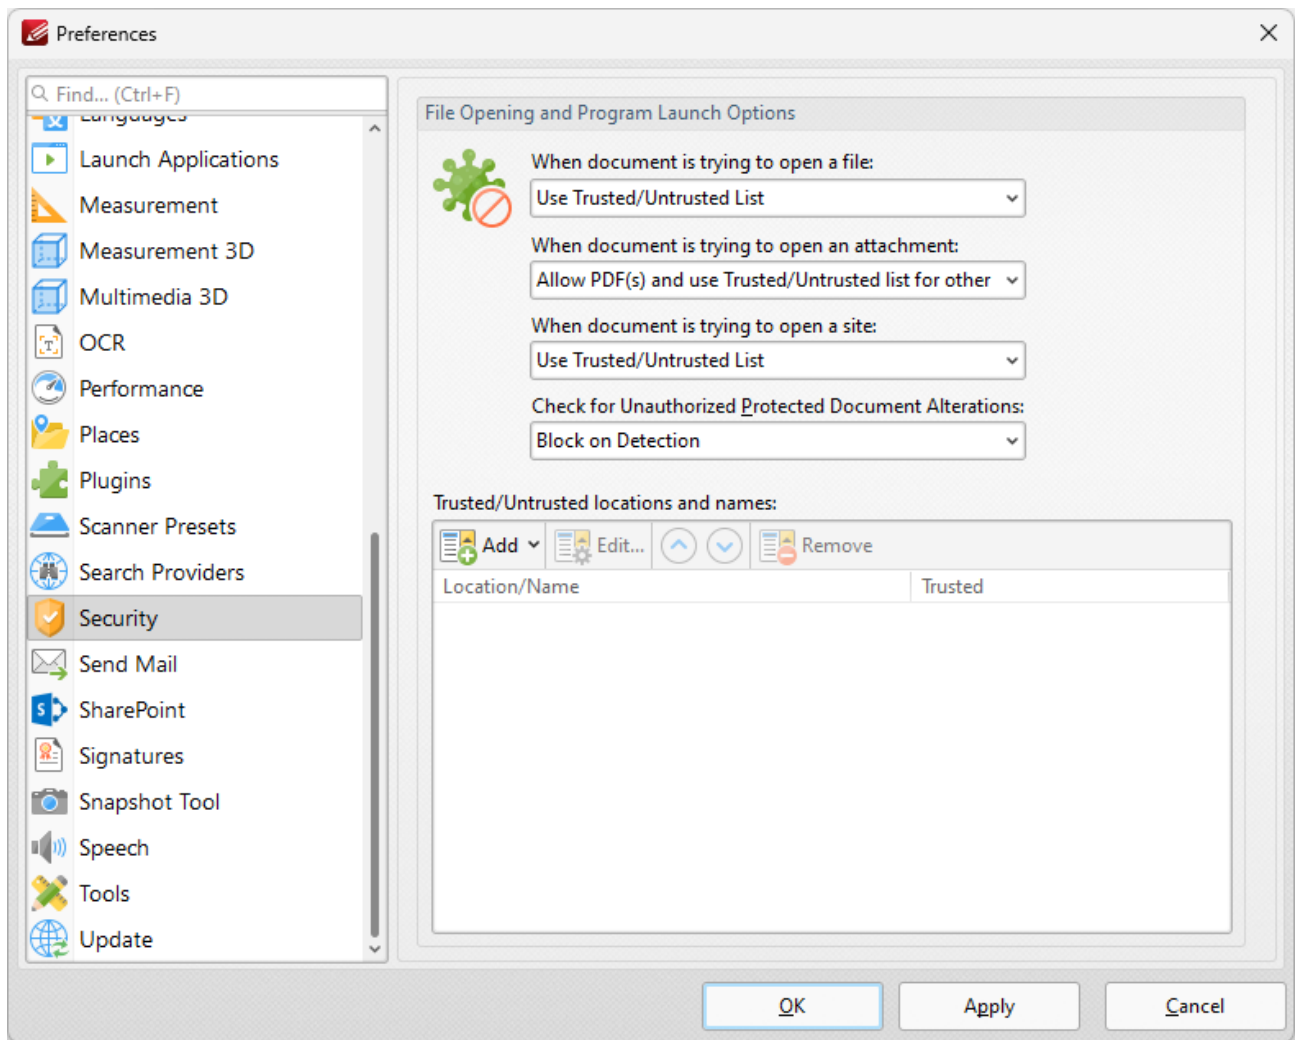 Preferences
Find... (Ctrl+F)
Languages
Launch Applications
Measurement
Measurement 3D
Multimedia 3D
OCR
Performance
Places
Plugins
Scanner Presets
Search Providers
Security
Send Mail
SharePoint
Signatures
Snapshot Tool
Speech
Tools
Update
File Opening and Program Launch Options
When document is trying to open a file:
Use Trusted/Untrusted List
When document is trying to open an attachment:
Allow PDF(s) and use Trusted/Untrusted list for other
When document is trying to open a site:
Use Trusted/Untrusted List
Check for Unauthorized Protected Document Alterations:
Block on Detection
Trusted/Untrusted locations and names:
Add Edit... Remove
Location/Name Trusted
OK Apply Cancel